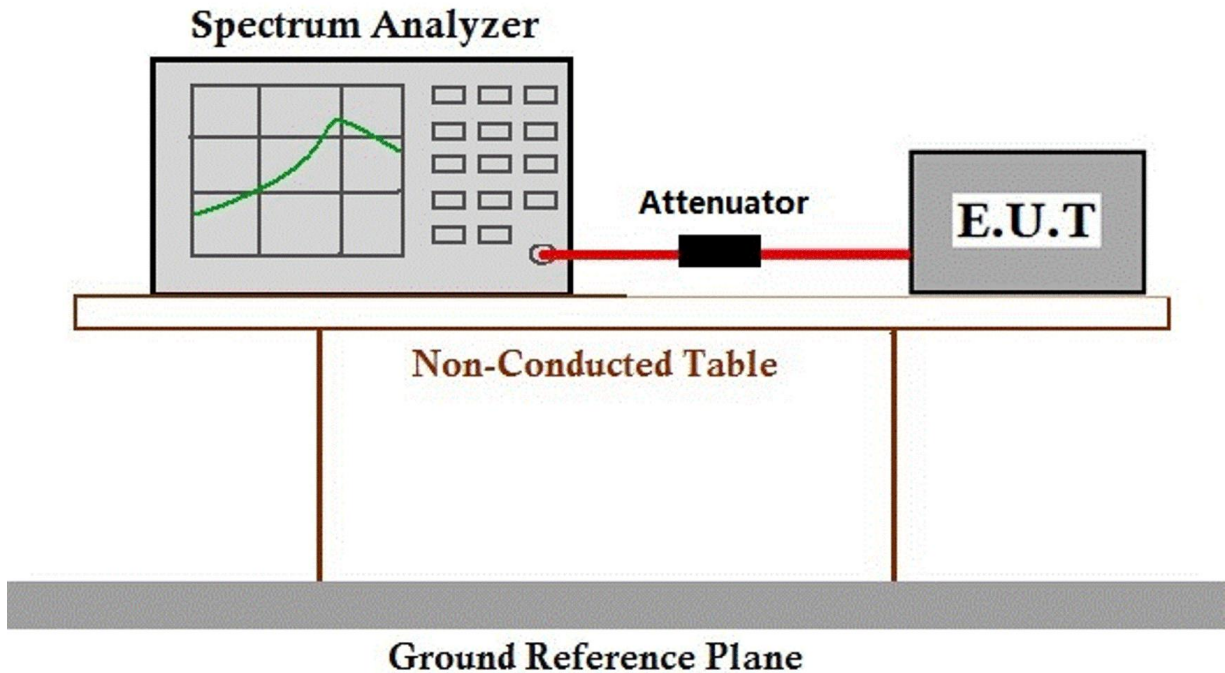 Spectrum Analyzer
Attenuator
E.U.T
Non-Conducted Table
Ground Reference Plane